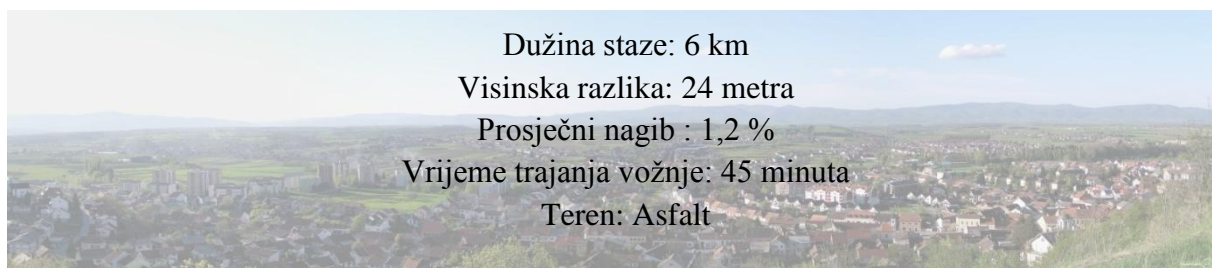 Dužina staze: 6 km
Visinska razlika: 24 metra
Prosječni nagib : 1,2 %
Vrijeme trajanja vožnje: 45 minuta
Teren: Asfalt